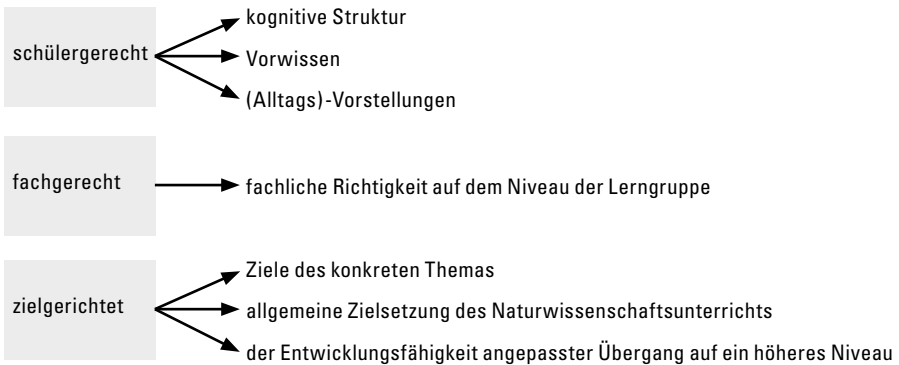 schülergerecht
kognitive Struktur
Vorwissen
(Alltags)-Vorstellungen
fachgerecht
fachliche Richtigkeit auf dem Niveau der Lerngruppe
zielgerichtet
Ziele des konkreten Themas
allgemeine Zielsetzung des Naturwissenschaftsunterrichts
der Entwicklungsfähigkeit angepasster Übergang auf ein höheres Niveau